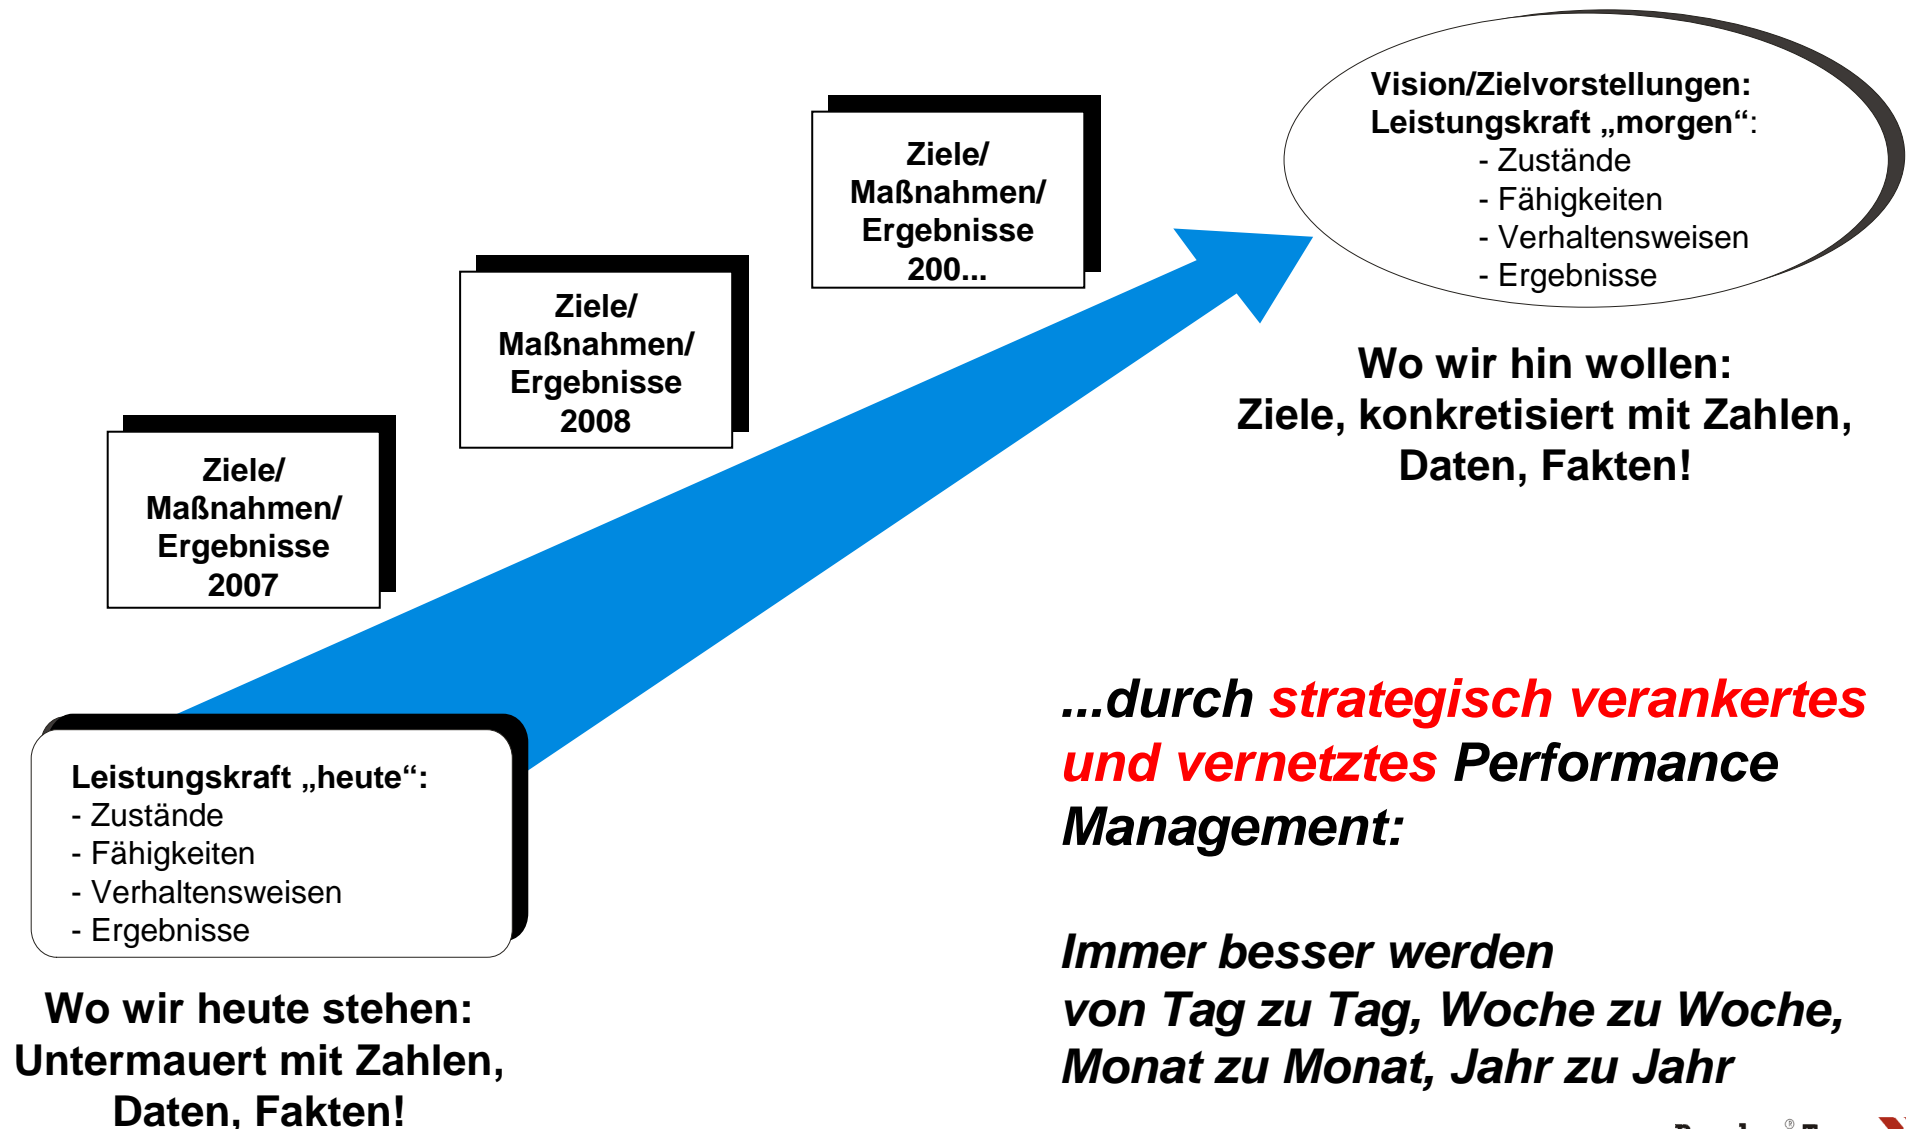 Vision/Zielvorstellungen:
Leistungskraft „morgen“:
- Zustände
- Fähigkeiten
- Verhaltensweisen
- Ergebnisse
Wo wir hin wollen:
Ziele, konkretisiert mit Zahlen,
Daten, Fakten!
Ziele/
Maßnahmen/
Ergebnisse
200...
Ziele/
Maßnahmen/
Ergebnisse
2008
Ziele/
Maßnahmen/
Ergebnisse
2007
Leistungskraft „heute“:
- Zustände
- Fähigkeiten
- Verhaltensweisen
- Ergebnisse
Wo wir heute stehen:
Untermauert mit Zahlen,
Daten, Fakten!
...durch strategisch verankertes
und vernetztes Performance
Management:
Immer besser werden
von Tag zu Tag, Woche zu Woche,
Monat zu Monat, Jahr zu Jahr